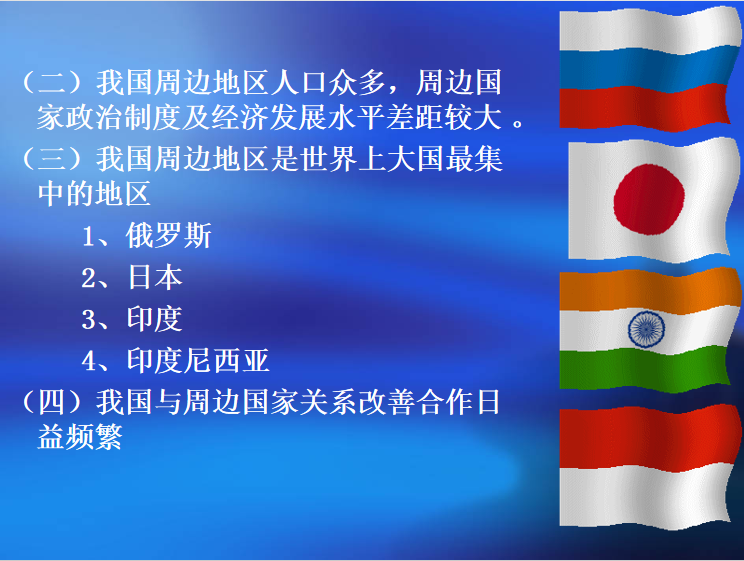 （二）我国周边地区人口众多，周边国
家政治制度及经济发展水平差距较大 。
（三）我国周边地区是世界上大国最集
中的地区
1、俄罗斯
2、日本
3、印度
4、印度尼西亚
（四）我国与周边国家关系改善合作日
益频繁